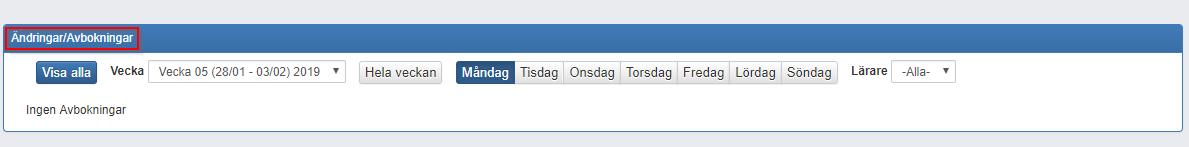 Ändringar/Avbokningar
Visa alla Vecka Vecka 05 (28/01 - 03/02) 2019 Hela veckan Måndag Tisdag Onsdag Torsdag Fredag Lördag Söndag Lärare -Alla-
Ingen Avbokningar